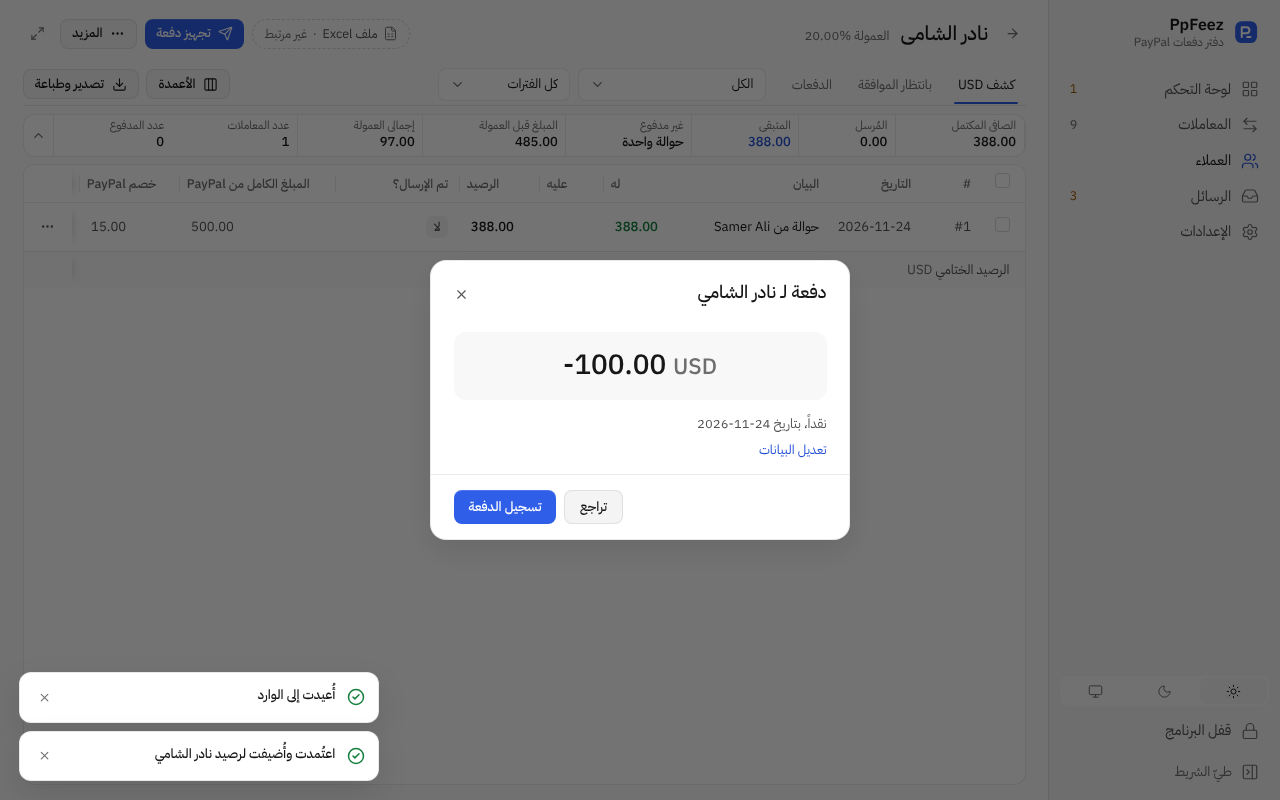 PpFeez
دفتر دفعات PayPal
لوحة التحكم 1
المعاملات 9
العملاء
الرسائل 3
الإعدادات
قفل البرنامج
طيّ الشريط
نادر الشامي
العمولة 20.00%
ملف Excel · غير مرتبط
تجهيز دفعة
المزيد
كشف USD
بانتظار الموافقة
الدفعات
الكل
كل الفترات
الأعمدة
تصدير وطباعة
الصافي المكتمل
388.00
المُرسل
0.00
المتبقي
388.00
غير مدفوع
حوالة واحدة
المبلغ قبل العمولة
485.00
إجمالي العمولة
97.00
عدد المعاملات
1
عدد المدفوع
0
# التاريخ البيان له عليه الرصيد تم الإرسال؟ المبلغ الكامل من PayPal خصم PayPal
#1 2026-11-24 حوالة من Samer Ali 388.00 388.00 لا 500.00 15.00
الرصيد الختامي USD
دفعة لـ نادر الشامي
-100.00 USD
نقداً، بتاريخ 2026-11-24
تعديل البيانات
تراجع
تسجيل الدفعة
أُعيدت إلى الوارد
اعتُمدت وأُضيفت لرصيد نادر الشامي